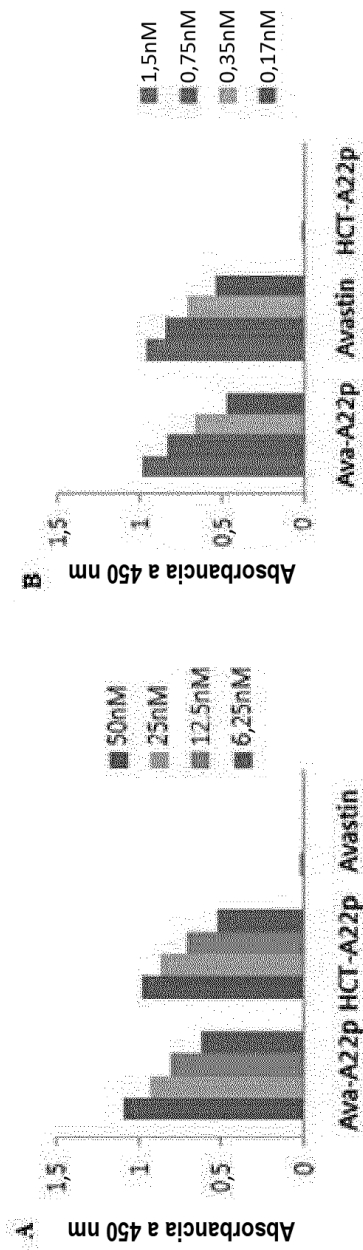 A
Absorbancia a 450 nm
1,5
1
0,5
0
Ava-A22p HCT-A22p Avastin
50nM
25nM
12.5nM
6,25nM
B
Absorbancia a 450 nm
1,5
1
0,5
0
Ava-A22p Avastin HCT-A22p
1,5nM
0,75nM
0,35nM
0,17nM